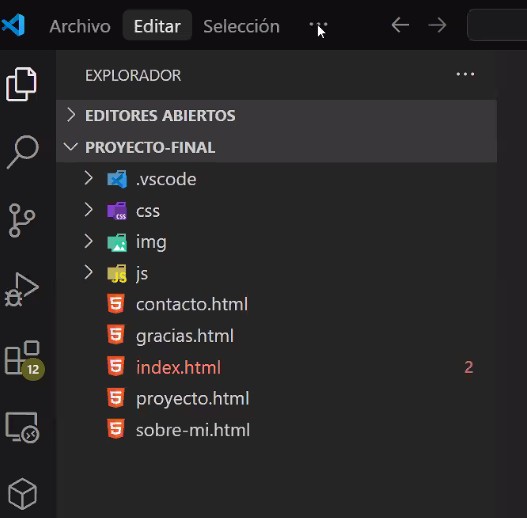 Archivo Editar Selección ...
EXPLORADOR ...
EDITORES ABIERTOS
PROYECTO-FINAL
.vscode
css
img
JS js
contacto.html
gracias.html
index.html 2
12
proyecto.html
sobre-mi.html